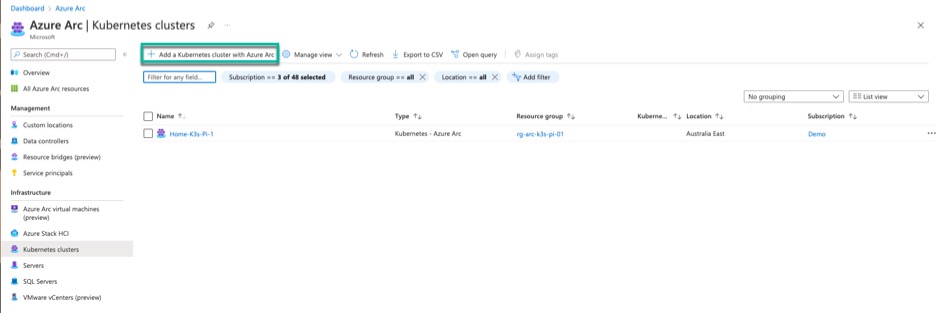 Dashboard > Azure Arc
Azure Arc | Kubernetes clusters
Microsoft
Search (Cmd+/)
+ Add a Kubernetes cluster with Azure Arc Manage view Refresh Export to CSV Open query Assign tags
Filter for any field... Subscription == 3 of 48 selected Resource group == all Location == all Add filter
No grouping List view
Name Type Resource group Kuberne... Location Subscription
Home-K3s-Pi-1 Kubernetes - Azure Arc rg-arc-k3s-pi-01 Australia East Demo
Overview
All Azure Arc resources
Management
Custom locations
Data controllers
Resource bridges (preview)
Service principals
Infrastructure
Azure Arc virtual machines
(preview)
Azure Stack HCI
Kubernetes clusters
Servers
SQL Servers
VMware vCenters (preview)